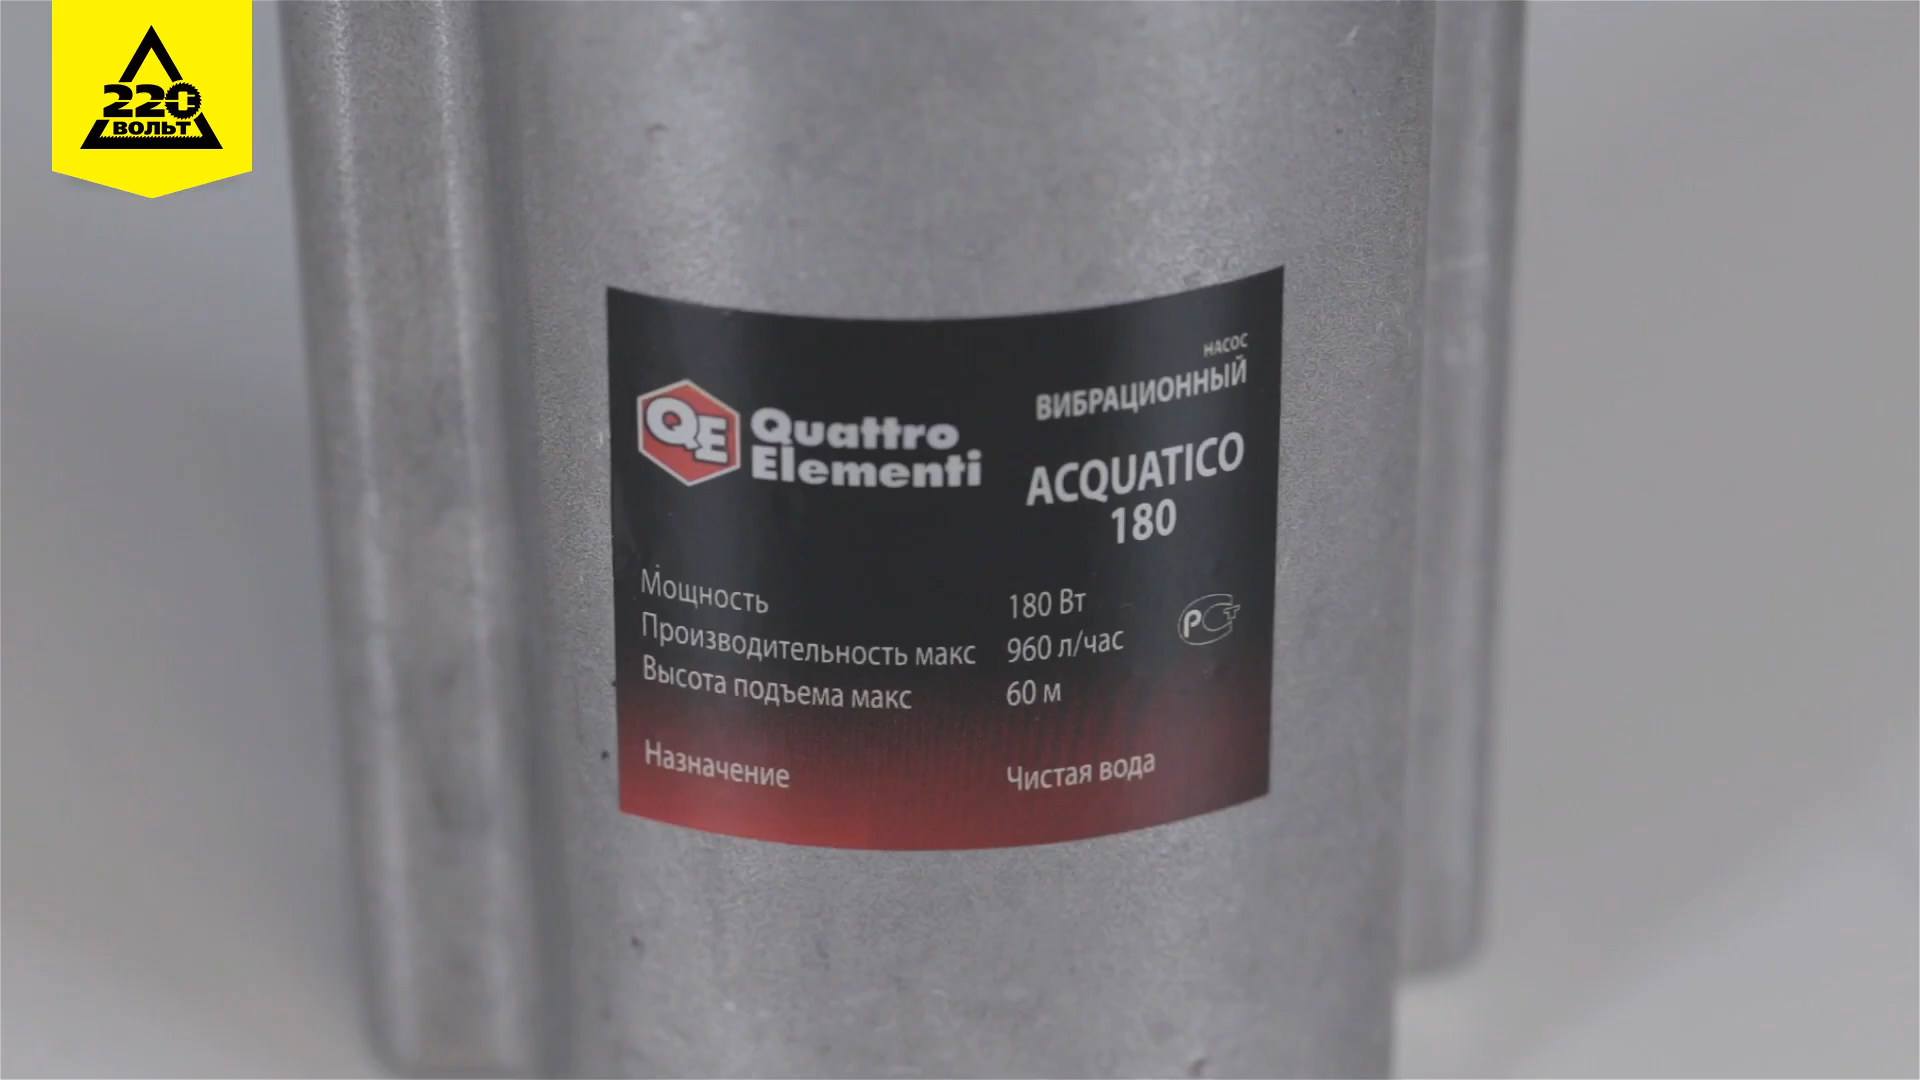 220
ВОЛЬТ
НАСОС
ВИБРАЦИОННЫЙ
QE
Quattro
Elementi
ACQUATICO
180
Мощность 180 Вт
Производительность макс 960 л/час
Высота подъема макс 60 м
РСТ
Назначение Чистая вода